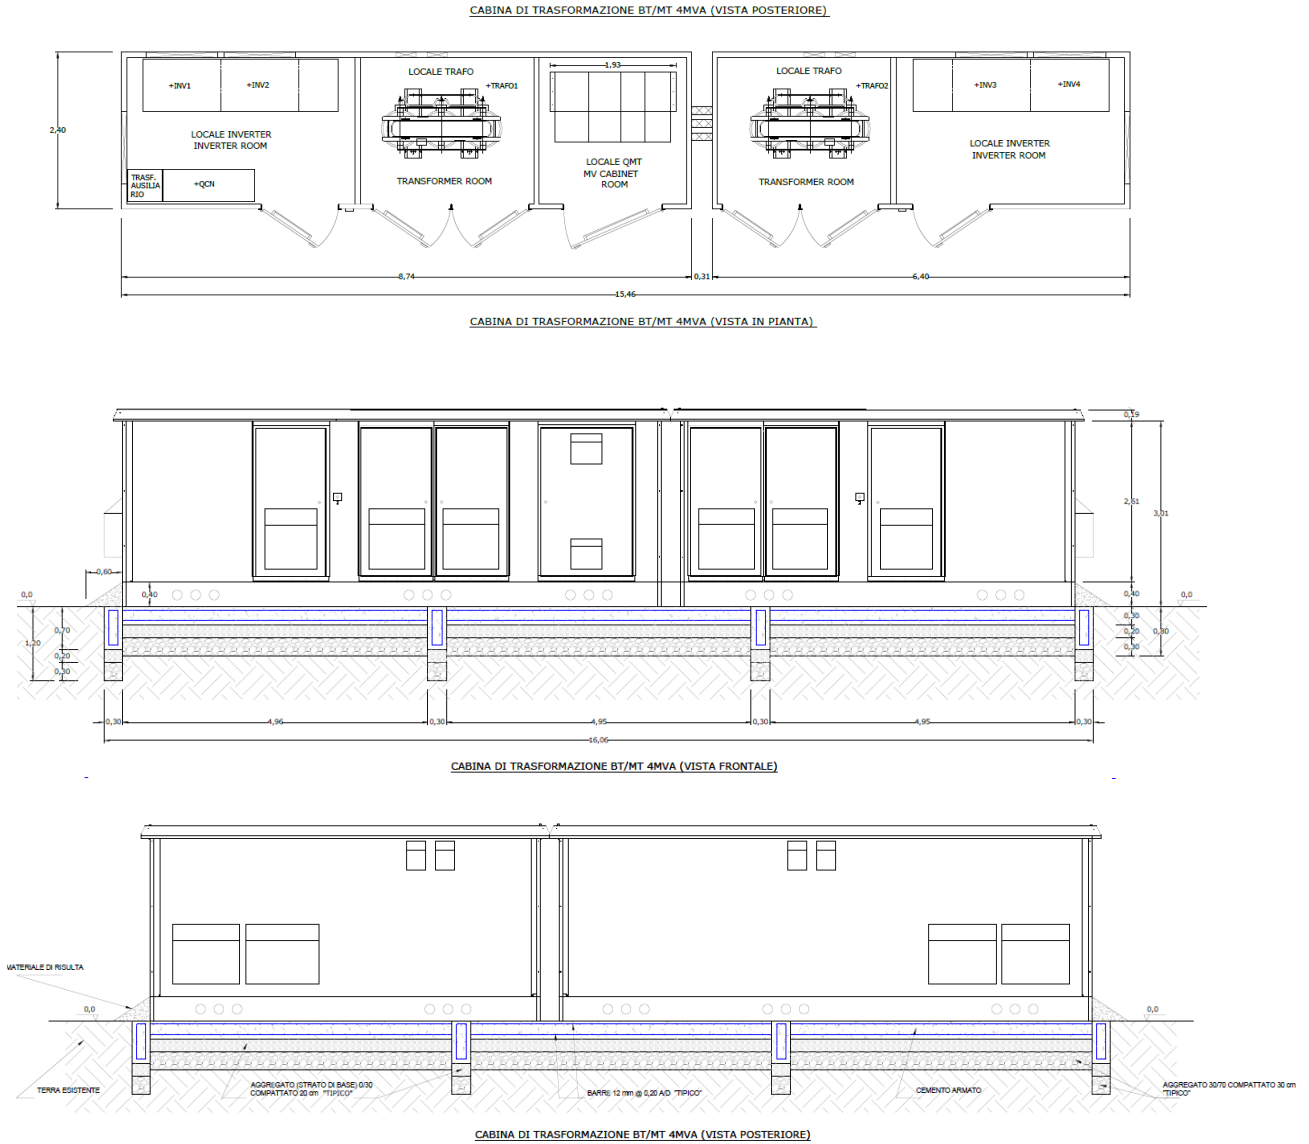 CABINA DI TRASFORMAZIONE BT/MT 4MVA (VISTA POSTERIORE)
1,93
LOCALE TRAFO
LOCALE TRAFO
+INV1
+INV2
+TRAFO1
+TRAFO2
+INV3
+INV4
2,40
LOCALE INVERTER
INVERTER ROOM
LOCALE INVERTER
INVERTER ROOM
LOCALE QMT
MV CABINET
ROOM
TRASF.
AUSILIA
RIO
+QCN
TRANSFORMER ROOM
TRANSFORMER ROOM
8,74
0,31
6,40
15,46
CABINA DI TRASFORMAZIONE BT/MT 4MVA (VISTA IN PIANTA)
0,19
2,61
3,01
0,60
0,0
0,40
0,40
0,0
1,20
0,70
0,30
0,20
0,30
0,20
0,30
0,30
0,30
4,96
0,30
4,95
0,30
4,95
0,30
16,06
CABINA DI TRASFORMAZIONE BT/MT 4MVA (VISTA FRONTALE)
MATERIALE DI RISULTA
0,0
0,0
TERRA ESISTENTE
AGGREGATO (STRATO DI BASE) 0/30
COMPATTATO 20 cm "TIPICO"
BARRE 12 mm @ 0,20 A/D "TIPICO"
CEMENTO ARMATO
AGGREGATO 30/70 COMPATTATO 30 cm
"TIPICO"
CABINA DI TRASFORMAZIONE BT/MT 4MVA (VISTA POSTERIORE)